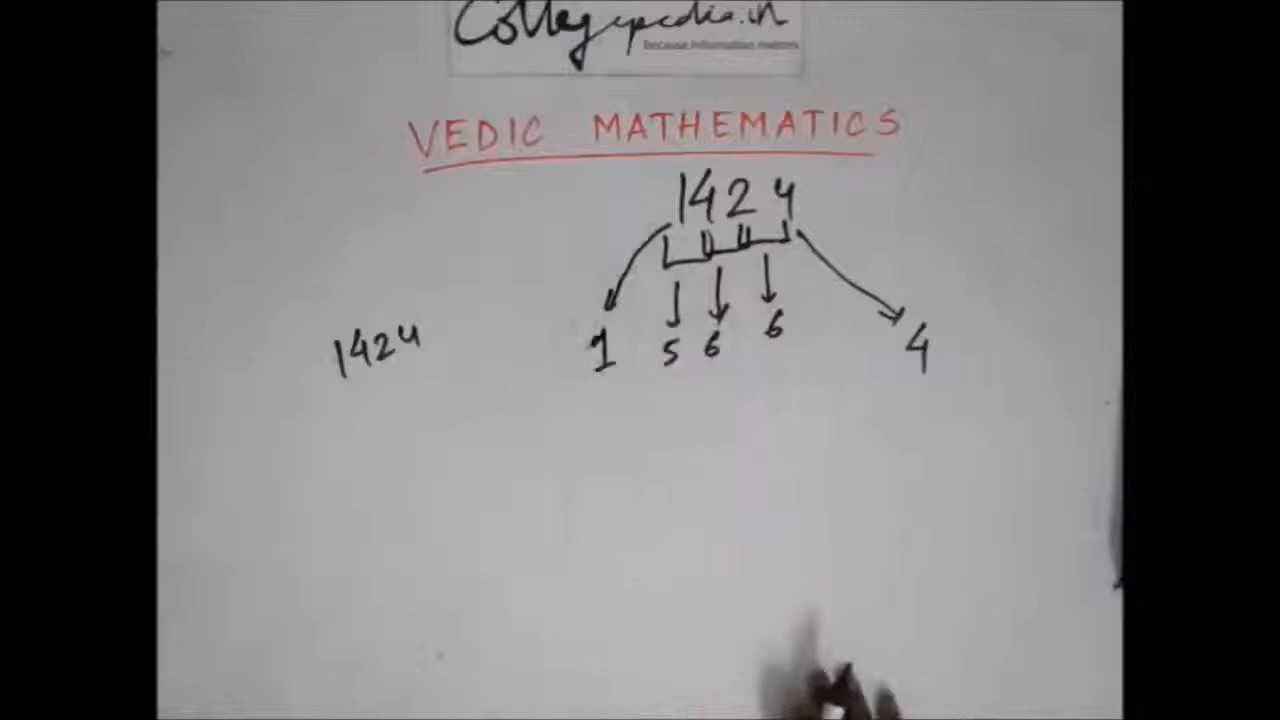 Collegepedia.in
because information matters
VEDIC MATHEMATICS
1424
1424
1 5 6 6 4